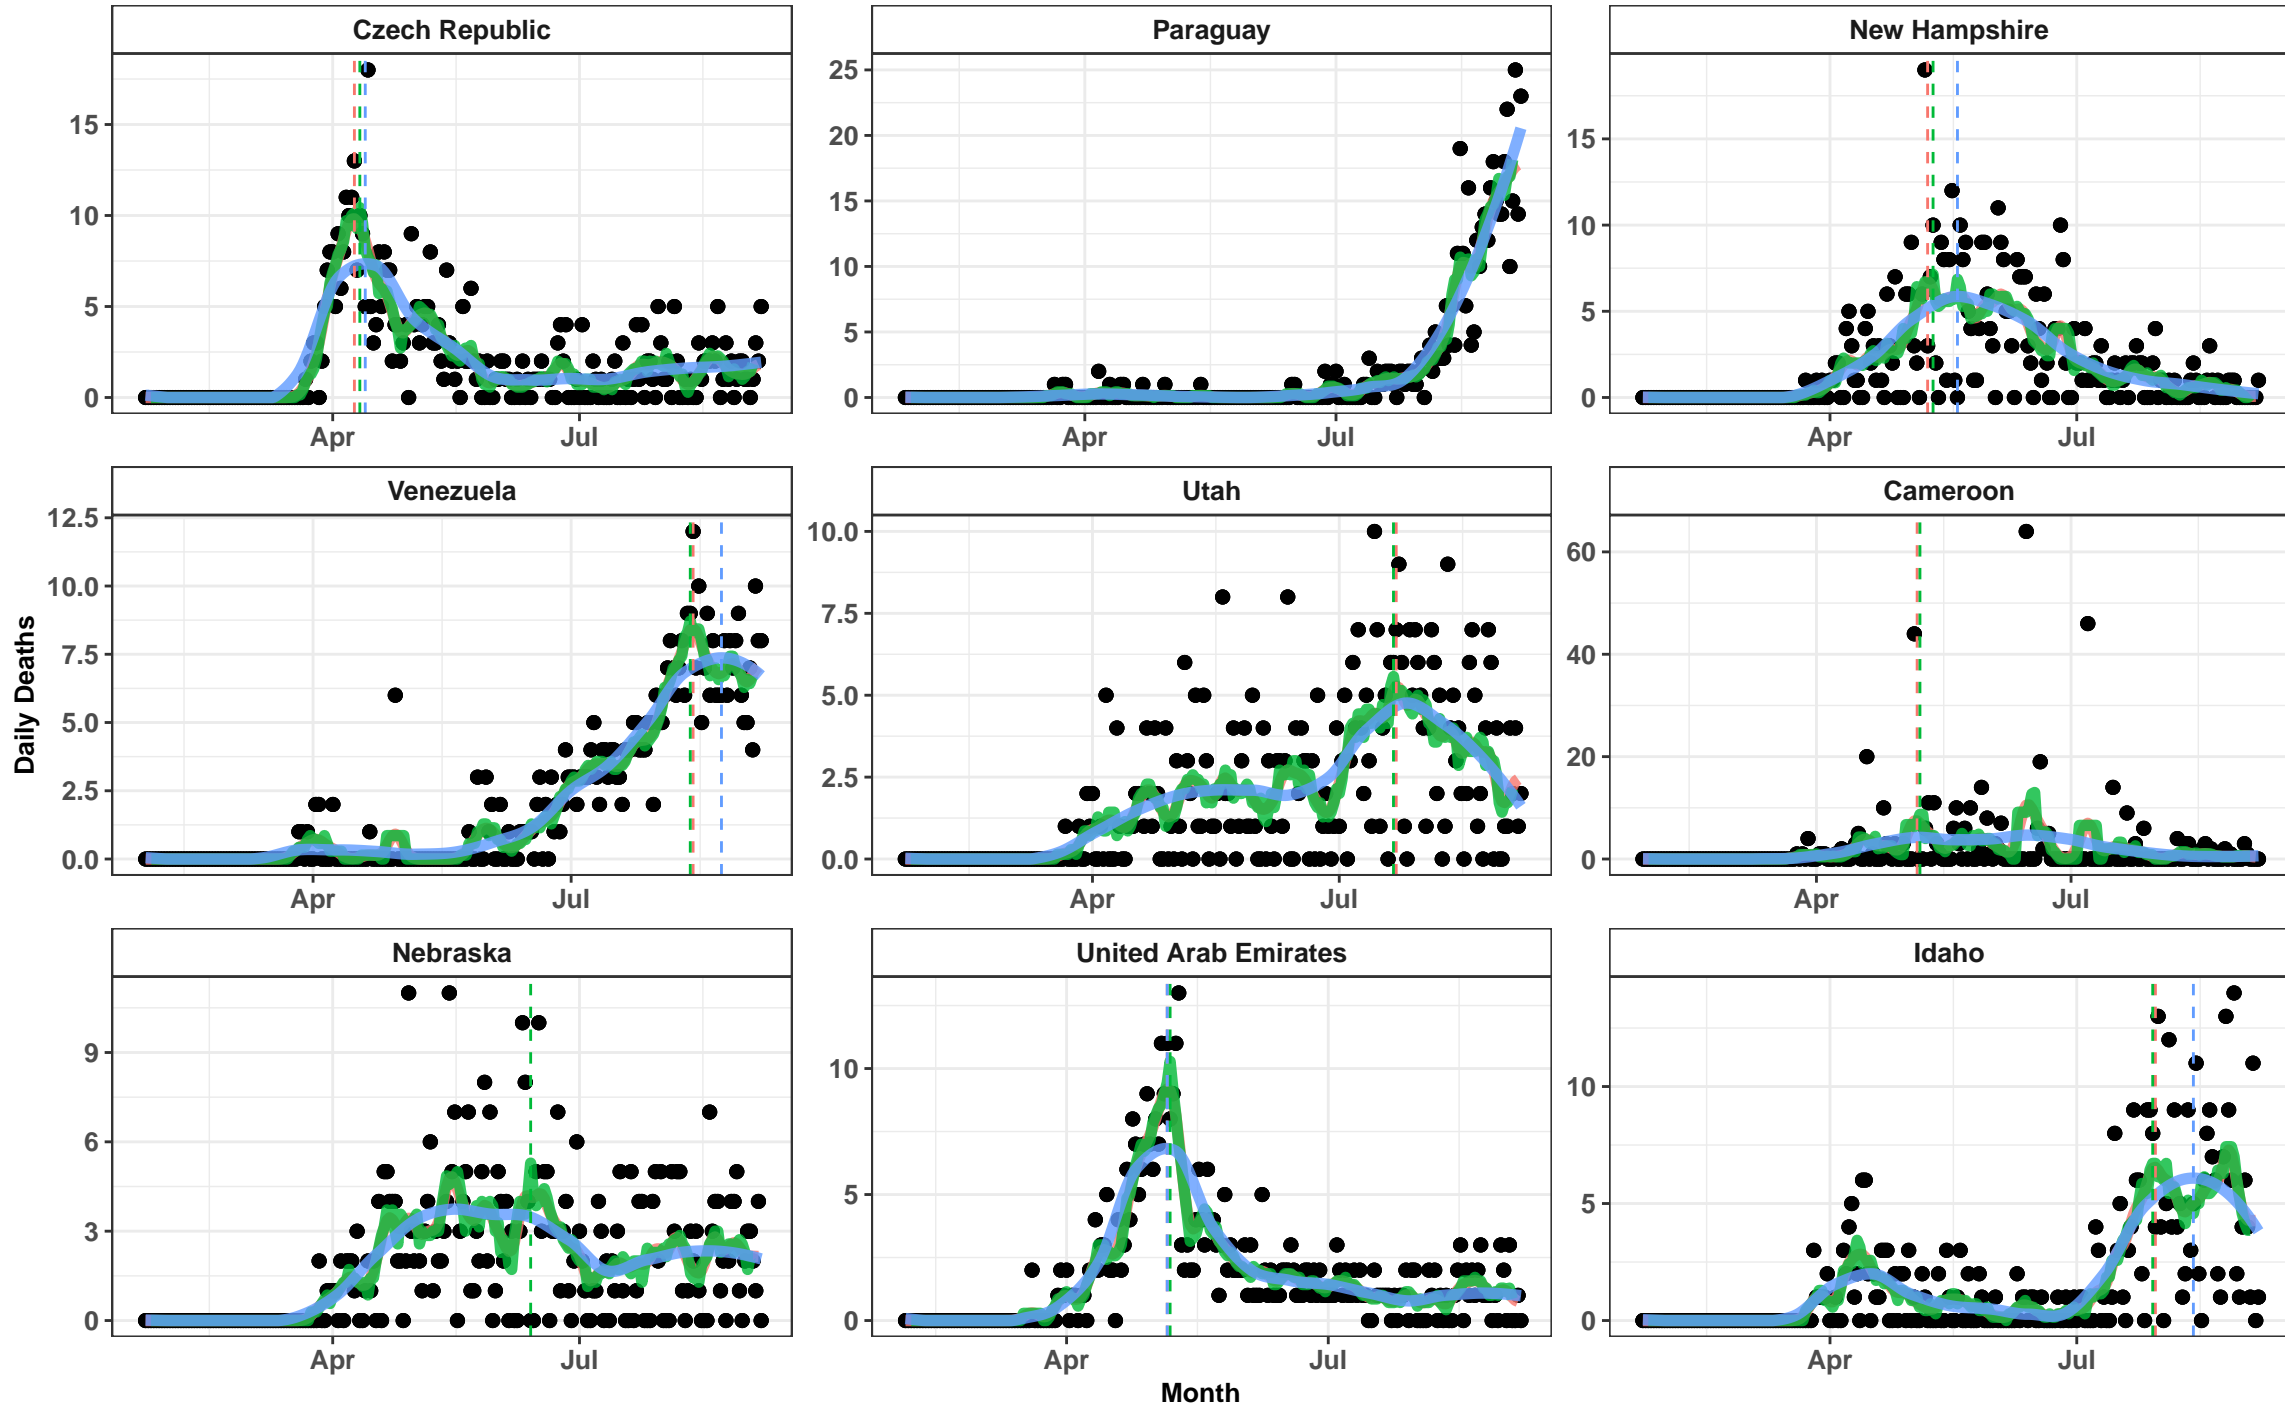 Czech Republic
Paraguay
New Hampshire
15
10
5
0
Apr Jul
25
20
15
10
5
0
Apr Jul
15
10
5
0
Apr Jul
Daily Deaths
Venezuela
Utah
Cameroon
12.5
10.0
7.5
5.0
2.5
0.0
Apr Jul
10.0
7.5
5.0
2.5
0.0
Apr Jul
60
40
20
0
Apr Jul
Nebraska
United Arab Emirates
Idaho
9
6
3
0
Apr Jul
10
5
0
Apr Jul
10
5
0
Apr Jul
Month